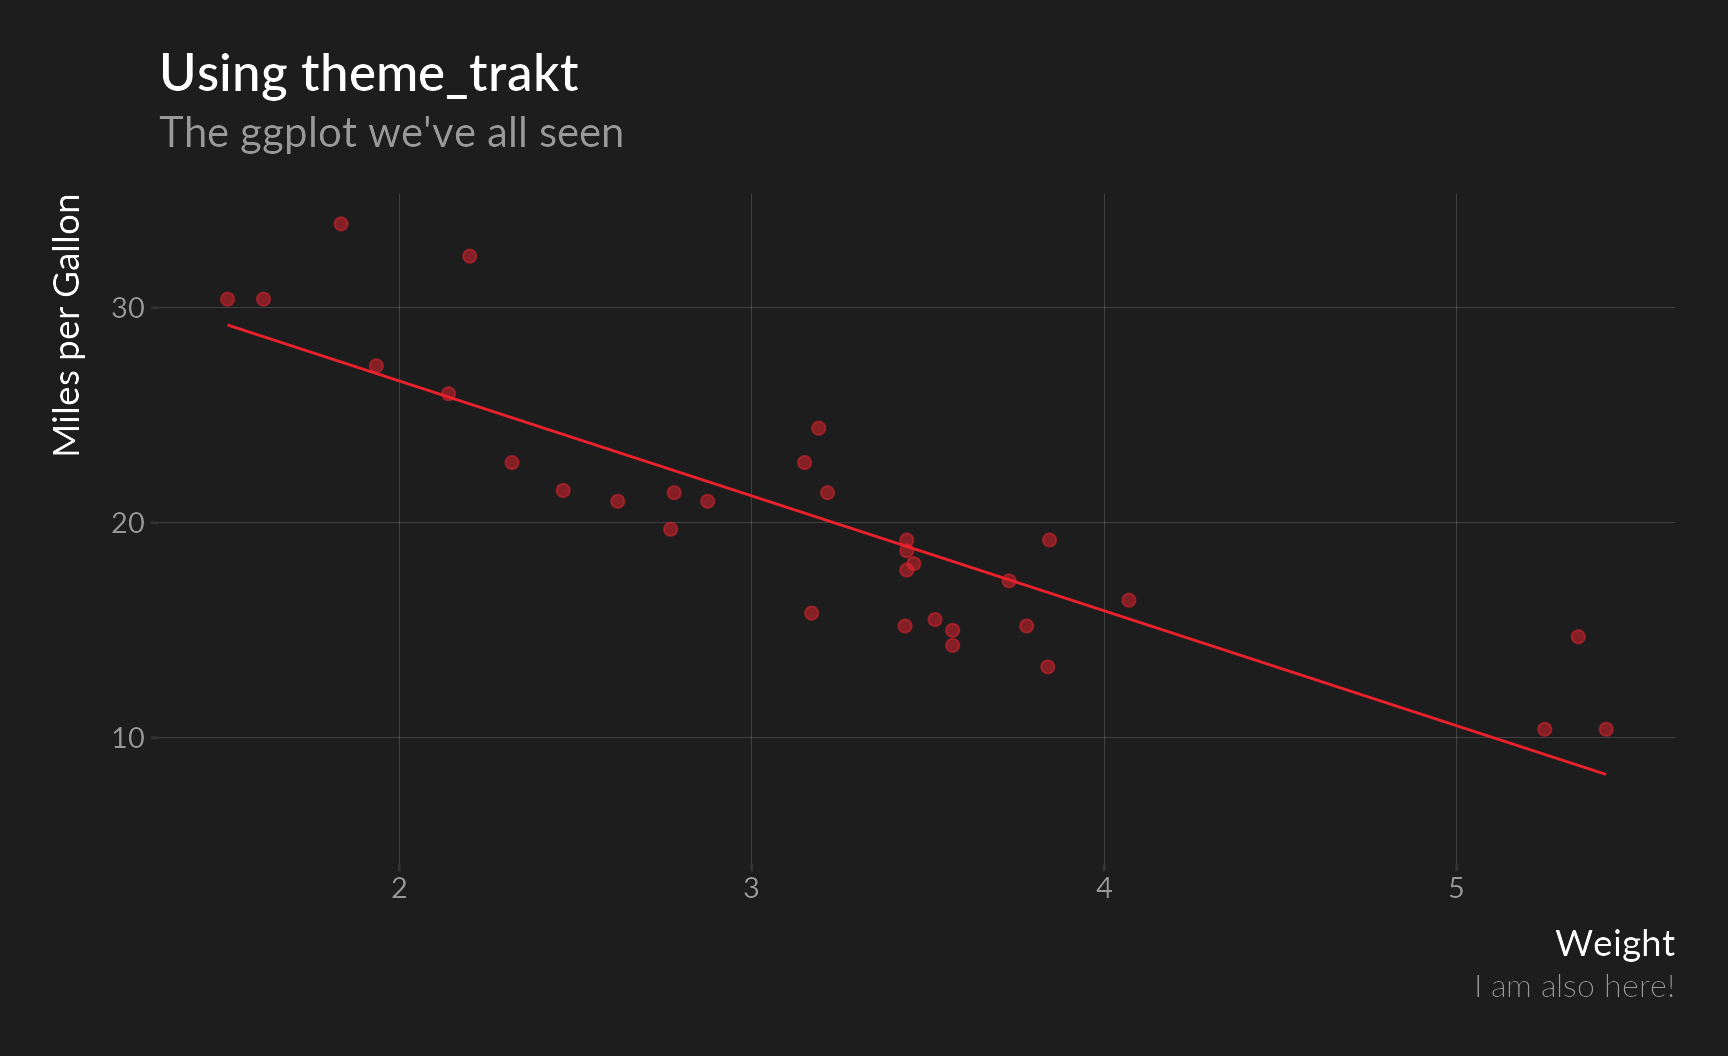 Using theme_trakt
The ggplot we've all seen
Miles per Gallon
30
20
10
2 3 4 5
Weight
I am also here!